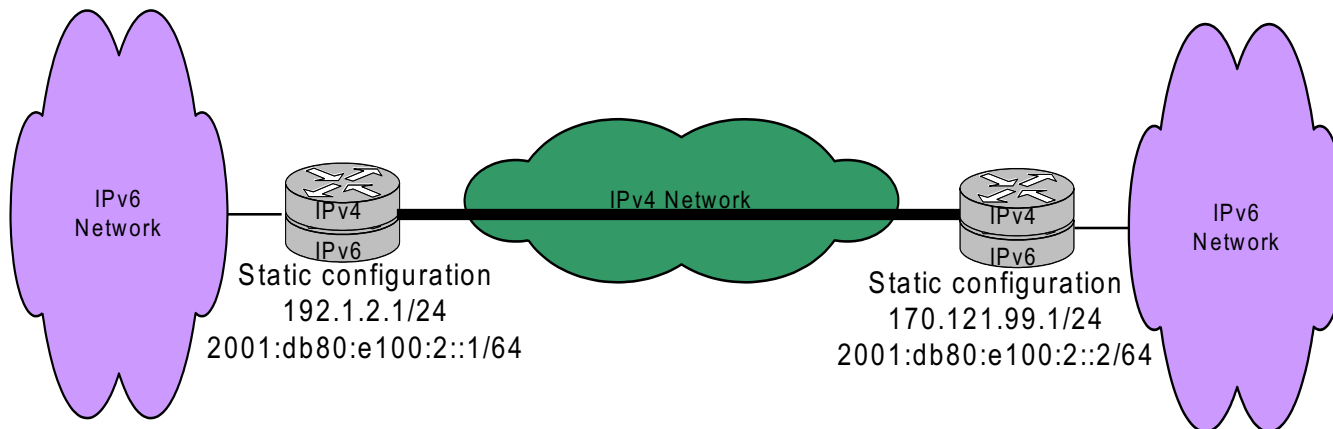 IPv6
Network
IPv4
IPv6
Static configuration
192.1.2.1/24
2001:db80:e100:2::1/64
IPv4 Network
IPv4
IPv6
Static configuration
170.121.99.1/24
2001:db80:e100:2::2/64
IPv6
Network